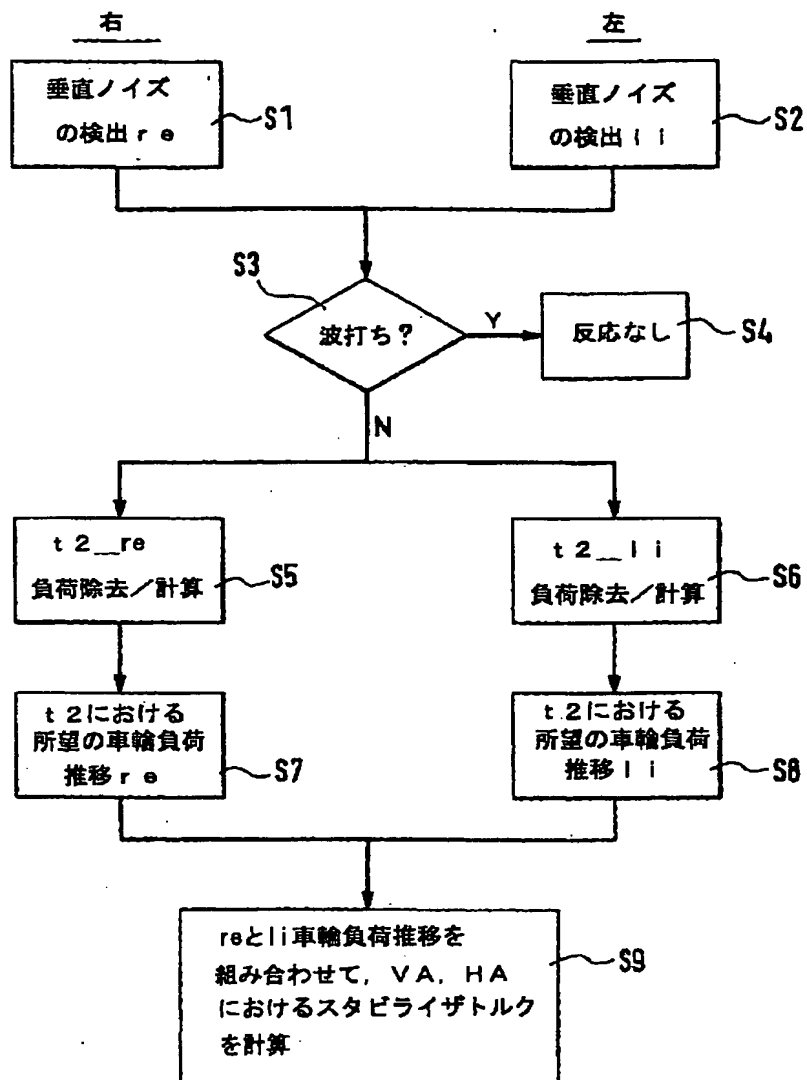 右
左
垂直ノイズ
の検出re
S1
垂直ノイズ
の検出li
S2
S3
波打ち?
Y
反応なし
S4
N
t2_re
負荷除去/計算
S5
t2_li
負荷除去/計算
S6
t2における
所望の車輪負荷
推移re
S7
t2における
所望の車輪負荷
推移li
S8
reとli車輪負荷推移を
組み合わせて,VA,HA
におけるスタビライザトルク
を計算
S9